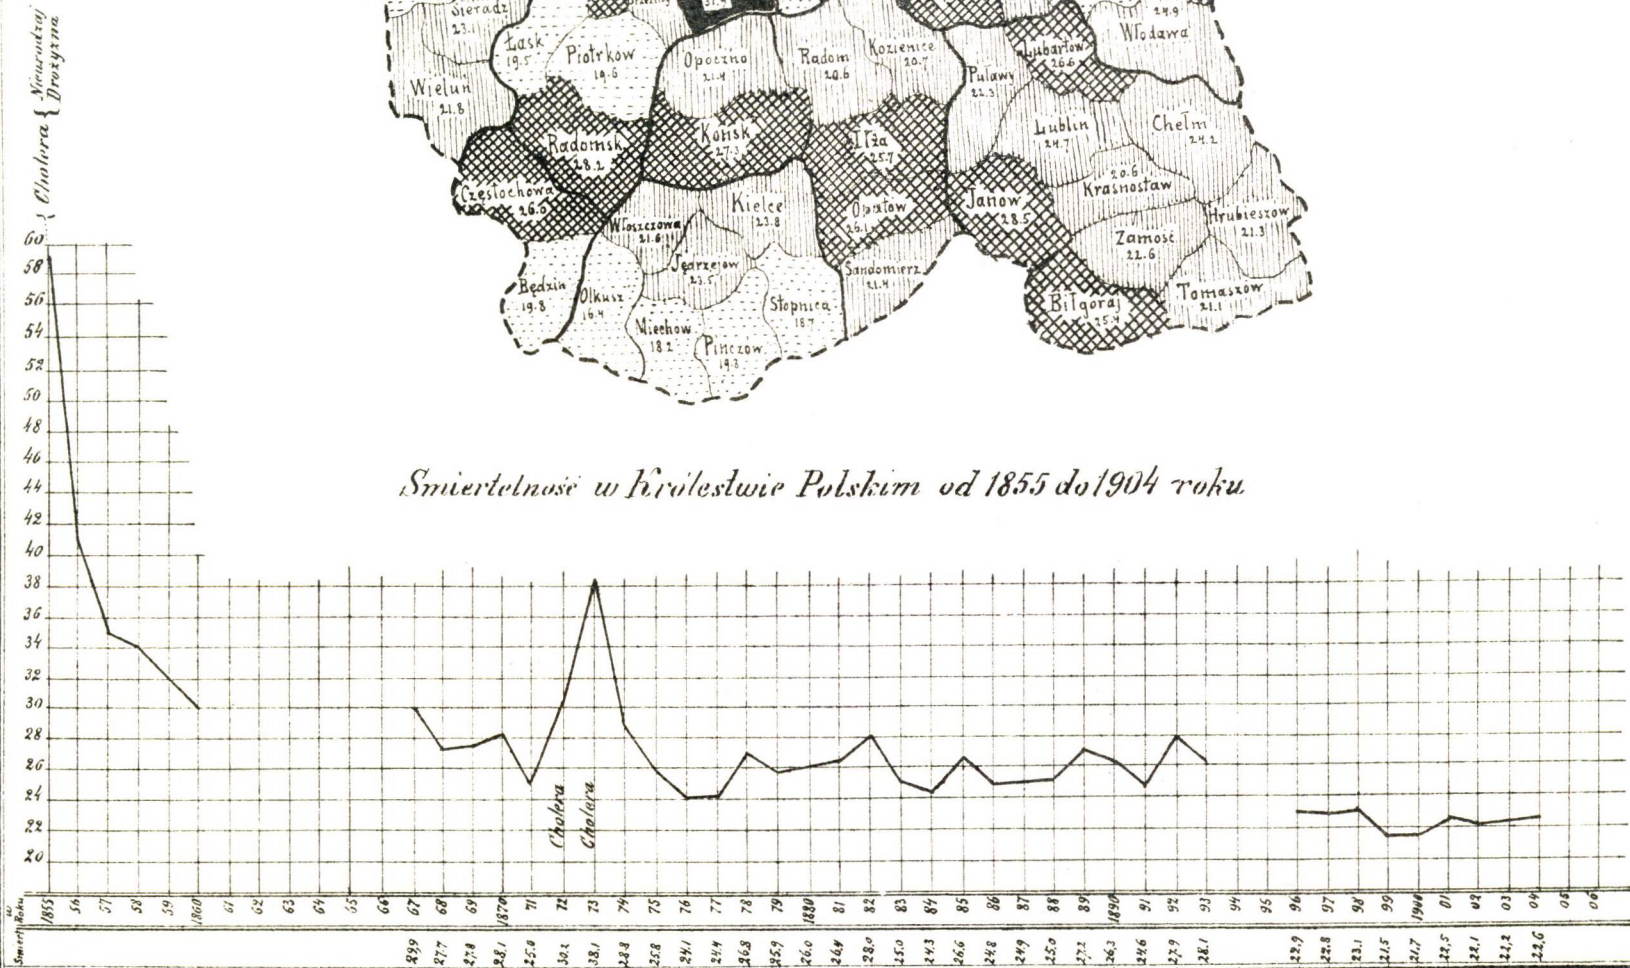 Cholera { Nieurodzaj
Drożyzna
Cholera {
Sieradz
23.1
24.9
Włodawa
Łask
19.5
Piotrków
19.6
Opoczno
21.4
Radom
20.6
Kozienice
20.7
Puławy
22.3
Lubartów
26.6
Wieluń
21.8
Radomsk
28.2
Końsk
27.3
Iłża
25.7
Lublin
24.7
Chełm
24.2
Częstochowa
26.0
Włoszczowa
21.6
Kielce
23.8
Opatów
26.1
Janów
28.5
20.6
Krasnostaw
Hrubieszów
21.3
Zamość
22.6
Jędrzejów
23.5
Sandomierz
21.4
Będzin
19.8
Olkusz
16.4
Miechów
18.2
Pińczów
19.8
Stopnica
18.7
Biłgoraj
25.4
Tomaszów
21.1
Smiertelność w Królestwie Polskim od 1855 do 1904 roku
60
58
56
54
52
50
48
46
44
42
40
38
36
34
32
30
28
26
24
22
20
Cholera
Cholera
w Roku 1855 56 57 58 59 1860 61 62 63 64 65 66 67 68 69 1870 71 72 73 74 75 76 77 78 79 1880 81 82 83 84 85 86 87 88 89 1890 91 92 93 94 95 96 97 98 99 1900 01 02 03 04 05 06
Smiert. 29.9 27.7 27.8 28.1 25.0 30.2 38.1 28.8 25.8 24.1 24.4 26.8 25.9 26.0 26.4 28.0 25.0 24.3 26.6 24.8 24.9 25.0 27.2 26.3 24.6 27.9 28.1 22.9 22.8 23.1 21.5 21.7 22.5 22.1 22.2 22.6